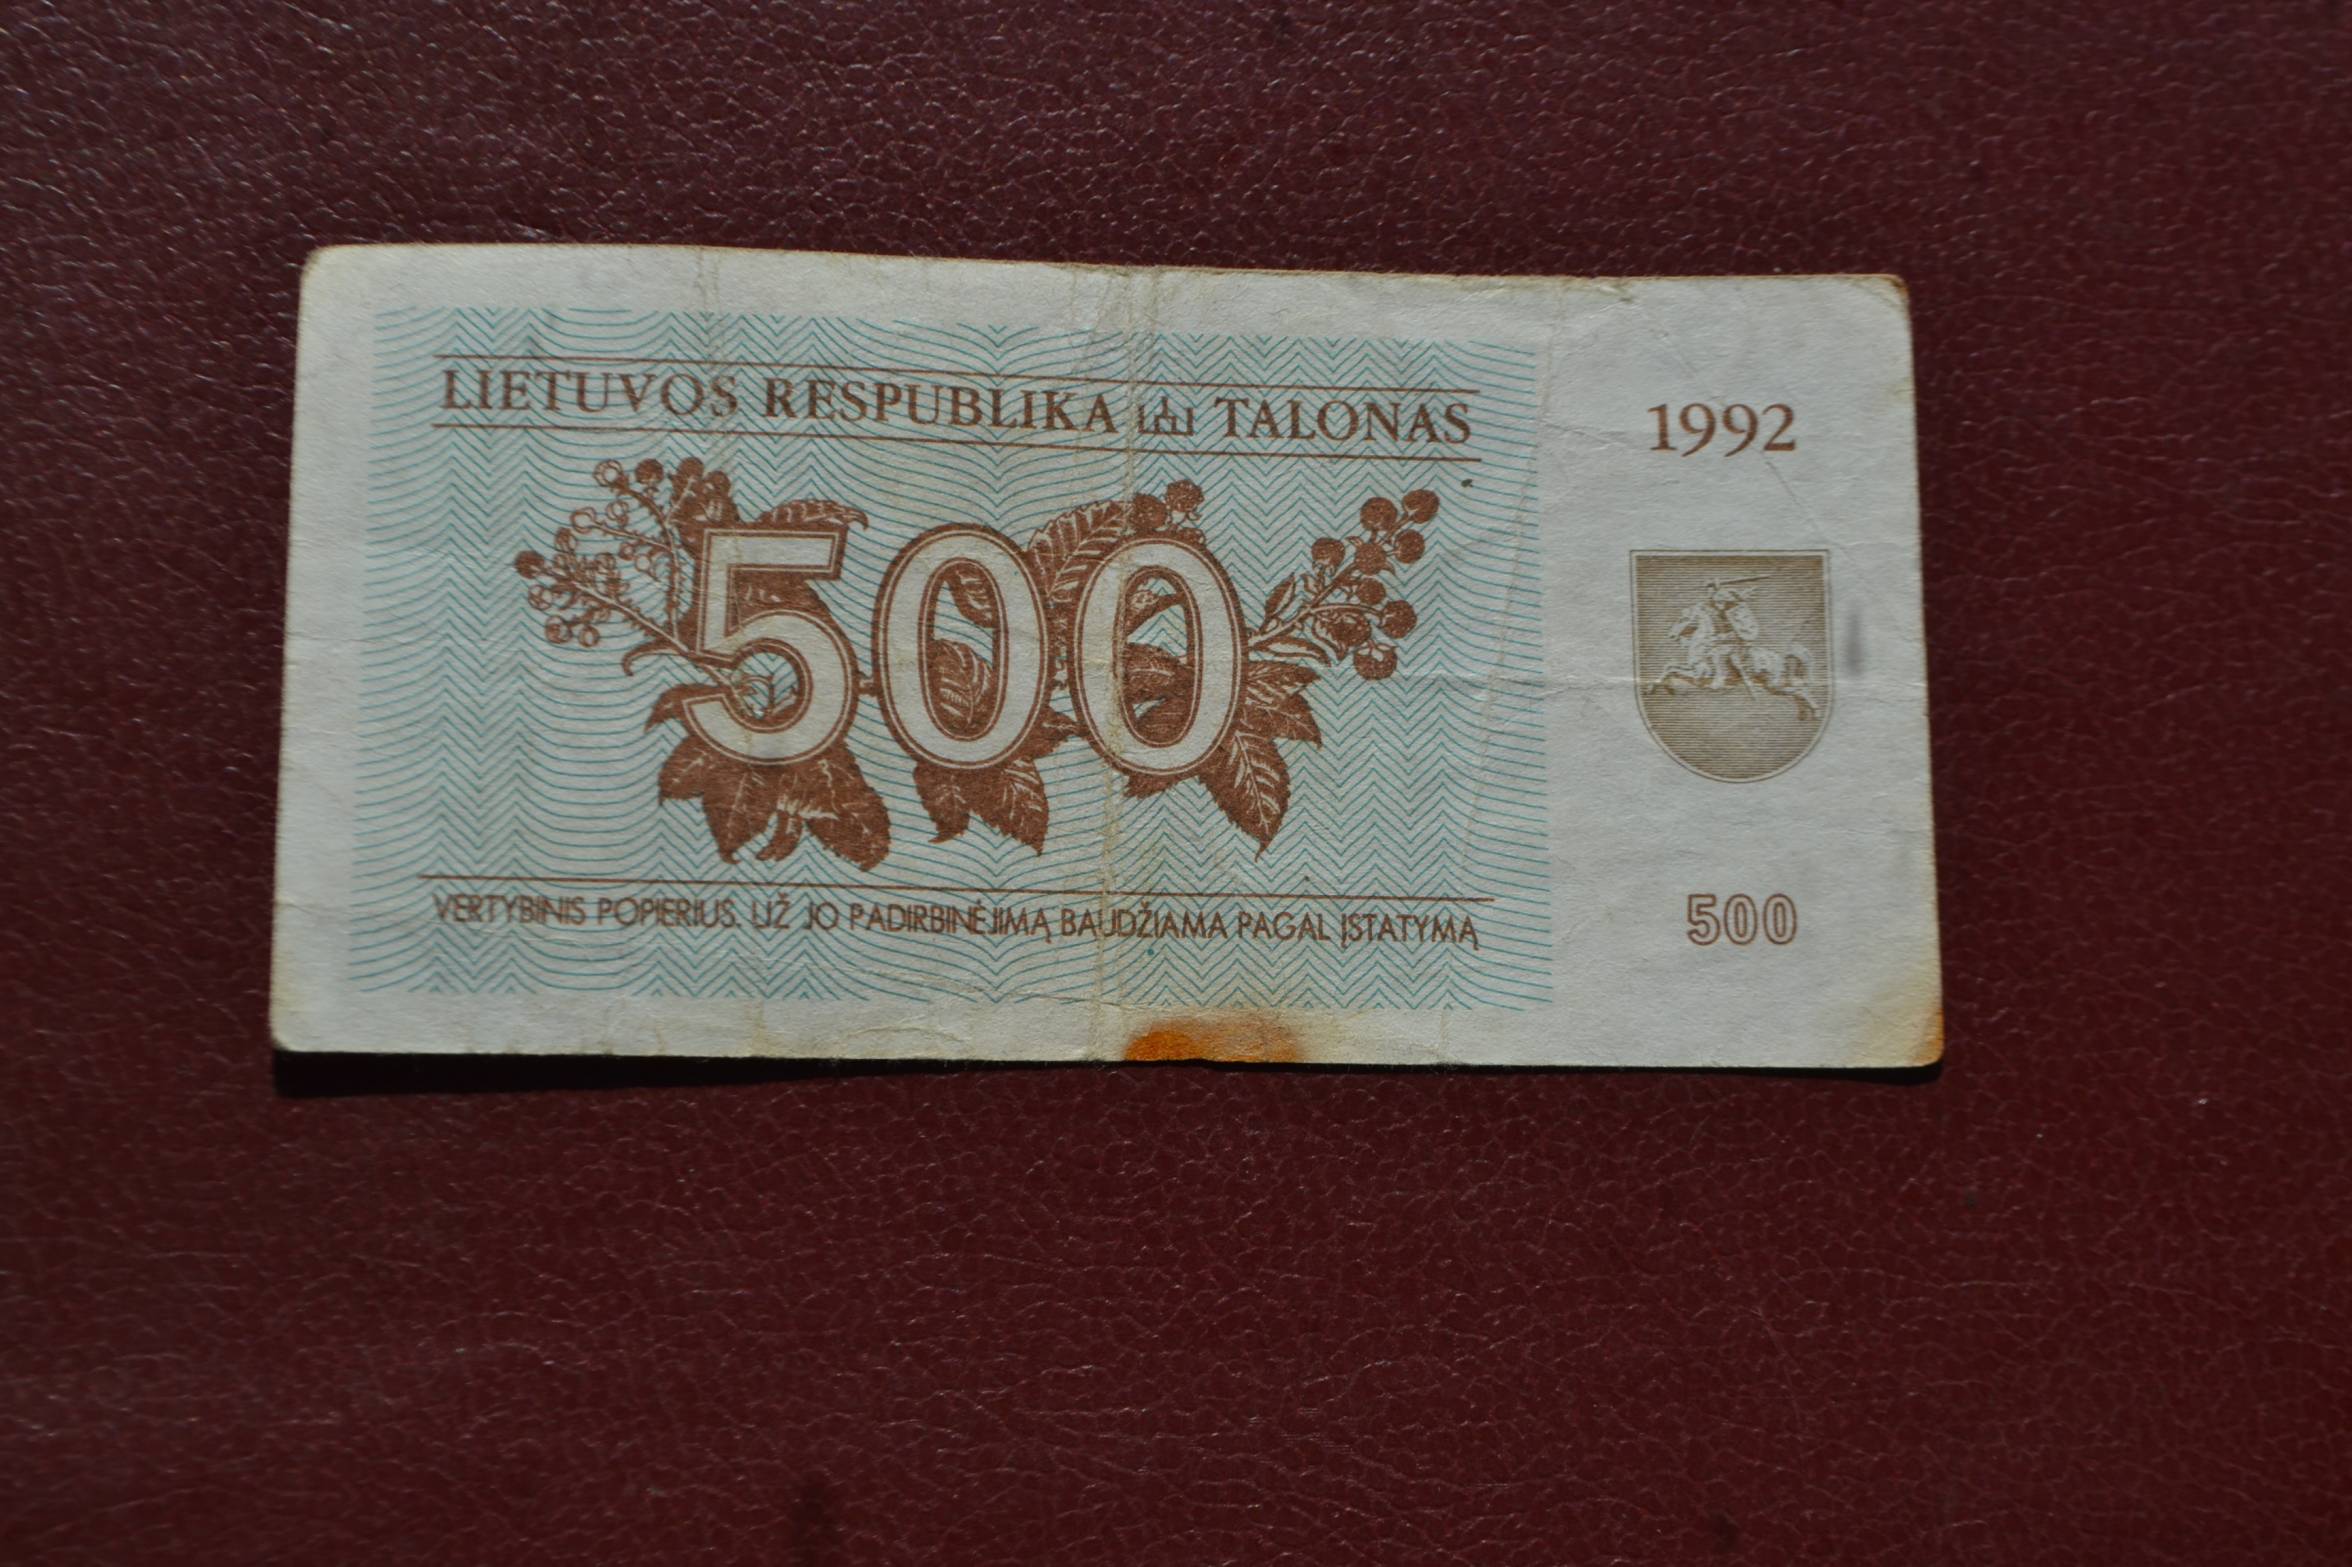 LIETUVOS RESPUBLIKA TALONAS
1992
500
VERTYBINIS POPIERIUS. UŽ JO PADIRBINĖJIMĄ BAUDŽIAMA PAGAL ĮSTATYMĄ
500